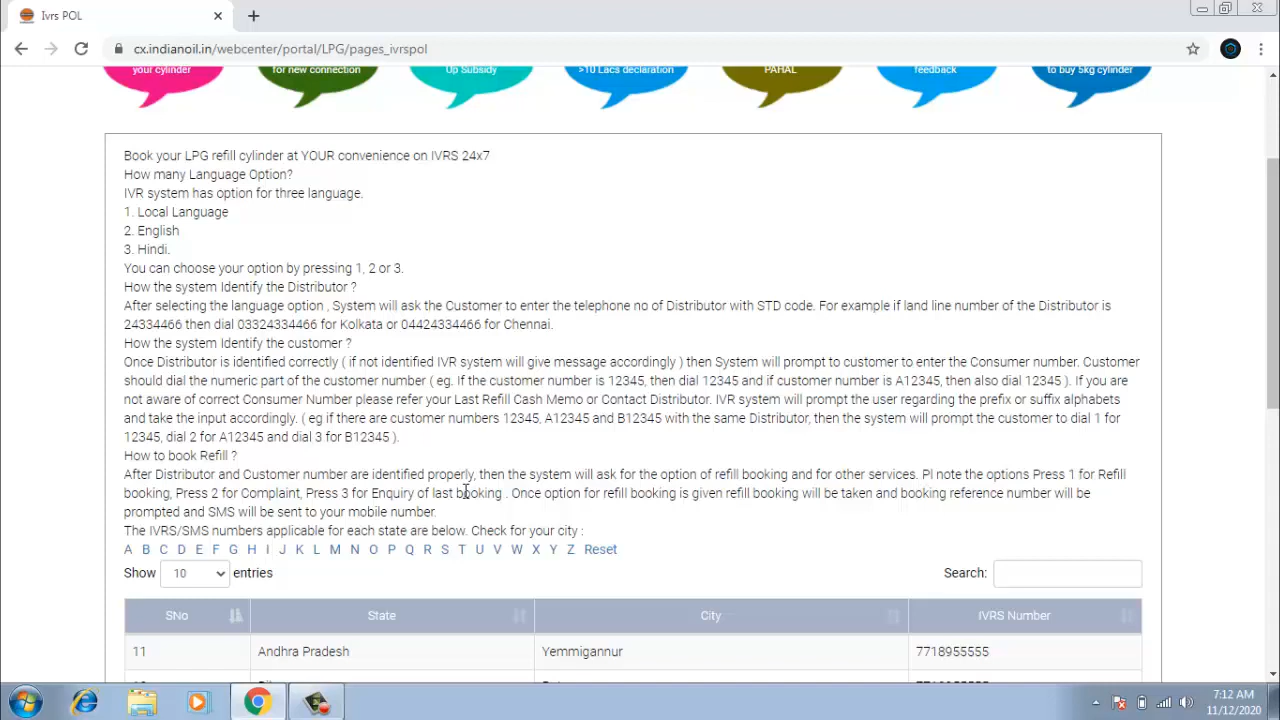 Ivrs POL
cx.indianoil.in/webcenter/portal/LPG/pages_ivrspol
your cylinder
for new connection
Up Subsidy
>10 Lacs declaration
PAHAL
feedback
to buy 5kg cylinder
Book your LPG refill cylinder at YOUR convenience on IVRS 24x7
How many Language Option?
IVR system has option for three language.
1. Local Language
2. English
3. Hindi.
You can choose your option by pressing 1, 2 or 3.
How the system Identify the Distributor ?
After selecting the language option , System will ask the Customer to enter the telephone no of Distributor with STD code. For example if land line number of the Distributor is
24334466 then dial 03324334466 for Kolkata or 04424334466 for Chennai.
How the system Identify the customer ?
Once Distributor is identified correctly ( if not identified IVR system will give message accordingly ) then System will prompt to customer to enter the Consumer number. Customer
should dial the numeric part of the customer number ( eg. If the customer number is 12345, then dial 12345 and if customer number is A12345, then also dial 12345 ). If you are
not aware of correct Consumer Number please refer your Last Refill Cash Memo or Contact Distributor. IVR system will prompt the user regarding the prefix or suffix alphabets
and take the input accordingly. ( eg if there are customer numbers 12345, A12345 and B12345 with the same Distributor, then the system will prompt the customer to dial 1 for
12345, dial 2 for A12345 and dial 3 for B12345 ).
How to book Refill ?
After Distributor and Customer number are identified properly, then the system will ask for the option of refill booking and for other services. Pl note the options Press 1 for Refill
booking, Press 2 for Complaint, Press 3 for Enquiry of last booking . Once option for refill booking is given refill booking will be taken and booking reference number will be
prompted and SMS will be sent to your mobile number.
The IVRS/SMS numbers applicable for each state are below. Check for your city :
A B C D E F G H I J K L M N O P Q R S T U V W X Y Z Reset
Show 10 entries Search:
SNo State City IVRS Number
11 Andhra Pradesh Yemmigannur 7718955555
7:12 AM
11/12/2020